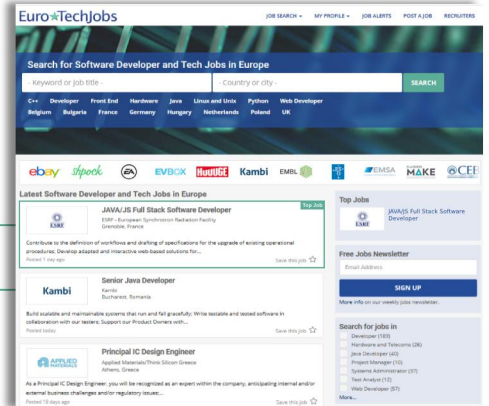 Euro★TechJobs
JOB SEARCH MY PROFILE JOB ALERTS POST A JOB RECRUITERS
Search for Software Developer and Tech Jobs in Europe
- Keyword or job title - - Country or city - SEARCH
C++ Developer Front End Hardware Java Linux and Unix Python Web Developer
Belgium Bulgaria France Germany Hungary Netherlands Poland UK
ebay shpock EA EVBOX HUUUGE Kambi EMBL EMSA MAKE
Latest Software Developer and Tech Jobs in Europe
Top Job
JAVA/JS Full Stack Software Developer
ESRF - European Synchrotron Radiation Facility
Grenoble, France
ESRF
Contribute to the definition of workflows and drafting of specifications for the upgrade of existing operational
procedures; Develop adapted and interactive web-based solutions for...
Posted 1 day ago Save this job
Kambi
Senior Java Developer
Kambi
Bucharest, Romania
Build scalable and maintainable systems that run and fail gracefully; Write testable and tested software in
collaboration with our testers; Support our Product Owners with...
Posted today Save this job
APPLIED MATERIALS
Principal IC Design Engineer
Applied Materials/Think Silicon Greece
Athens, Greece
As a Principal IC Design Engineer, you will be recognized as an expert within the company; anticipating internal and/or
external business challenges and/or regulatory issues;...
Posted 18 days ago Save this job
Top Jobs
ESRF
JAVA/JS Full Stack Software
Developer
Free Jobs Newsletter
Email Address
SIGN UP
More info on our weekly jobs newsletter.
Search for jobs in
Developer (189)
Hardware and Telecoms (26)
Java Developer (40)
Project Manager (10)
Systems Administrator (37)
Test Analyst (12)
Web Developer (57)
More...